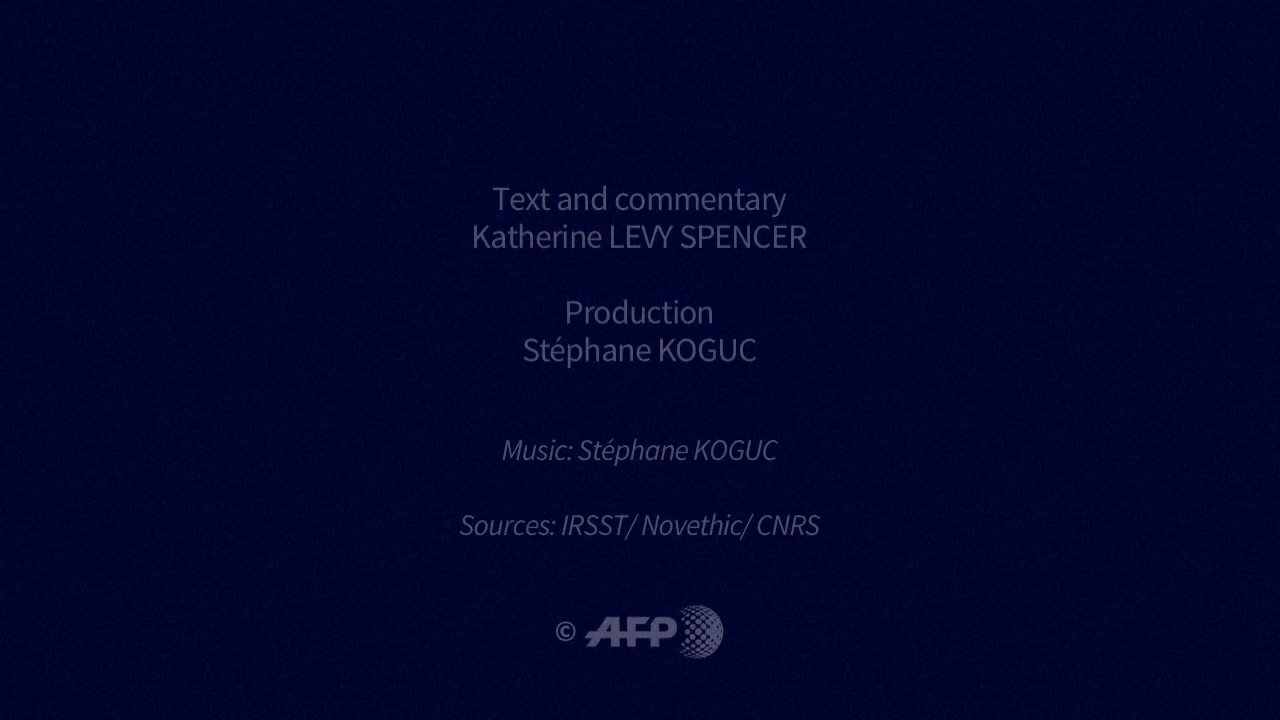 Text and commentary
Katherine LEVY SPENCER
Production
Stéphane KOGUC
Music: Stéphane KOGUC
Sources: IRSST/ Novethic/ CNRS
© AFP